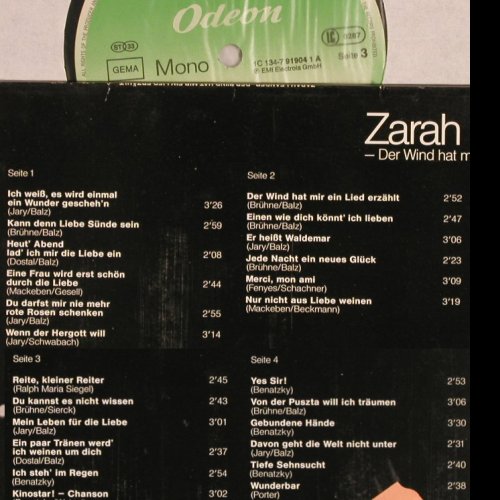 Odeon
ST 33
GEMA
Mono
1C 134-7 91904 1 A
℗ EMI Electrola GmbH
LC 0287
Seite 3
Zarah
– Der Wind hat m
Seite 1
Ich weiß, es wird einmal
ein Wunder gescheh'n 3'26
(Jary/Balz)
Kann denn Liebe Sünde sein 2'59
(Brühne/Balz)
Heut' Abend
lad' ich mir die Liebe ein 2'08
(Dostal/Balz)
Eine Frau wird erst schön
durch die Liebe 2'44
(Mackeben/Gesell)
Du darfst mir nie mehr
rote Rosen schenken 2'55
(Jary/Balz)
Wenn der Hergott will 3'14
(Jary/Schwabach)
Seite 2
Der Wind hat mir ein Lied erzählt 2'52
(Brühne/Balz)
Einen wie dich könnt' ich lieben 2'47
(Brühne/Balz)
Er heißt Waldemar 3'06
(Jary/Balz)
Jede Nacht ein neues Glück 2'23
(Brühne/Balz)
Merci, mon ami 3'09
(Fenyes/Schachner)
Nur nicht aus Liebe weinen 3'19
(Mackeben/Beckmann)
Seite 3
Reite, kleiner Reiter 2'45
(Ralph Maria Siegel)
Du kannst es nicht wissen 2'43
(Brühne/Sierck)
Mein Leben für die Liebe 3'01
(Jary/Balz)
Ein paar Tränen werd'
ich weinen um dich 2'37
(Dostal/Balz)
Ich steh' im Regen 2'54
(Benatzky)
Kinostar! – Chanson 3'02
Seite 4
Yes Sir! 2'53
(Benatzky)
Von der Puszta will ich träumen 3'06
(Brühne/Balz)
Gebundene Hände 3'30
(Benatzky)
Davon geht die Welt nicht unter 2'31
(Jary/Balz)
Tiefe Sehnsucht 2'40
(Benatzky)
Wunderbar 2'38
(Porter)